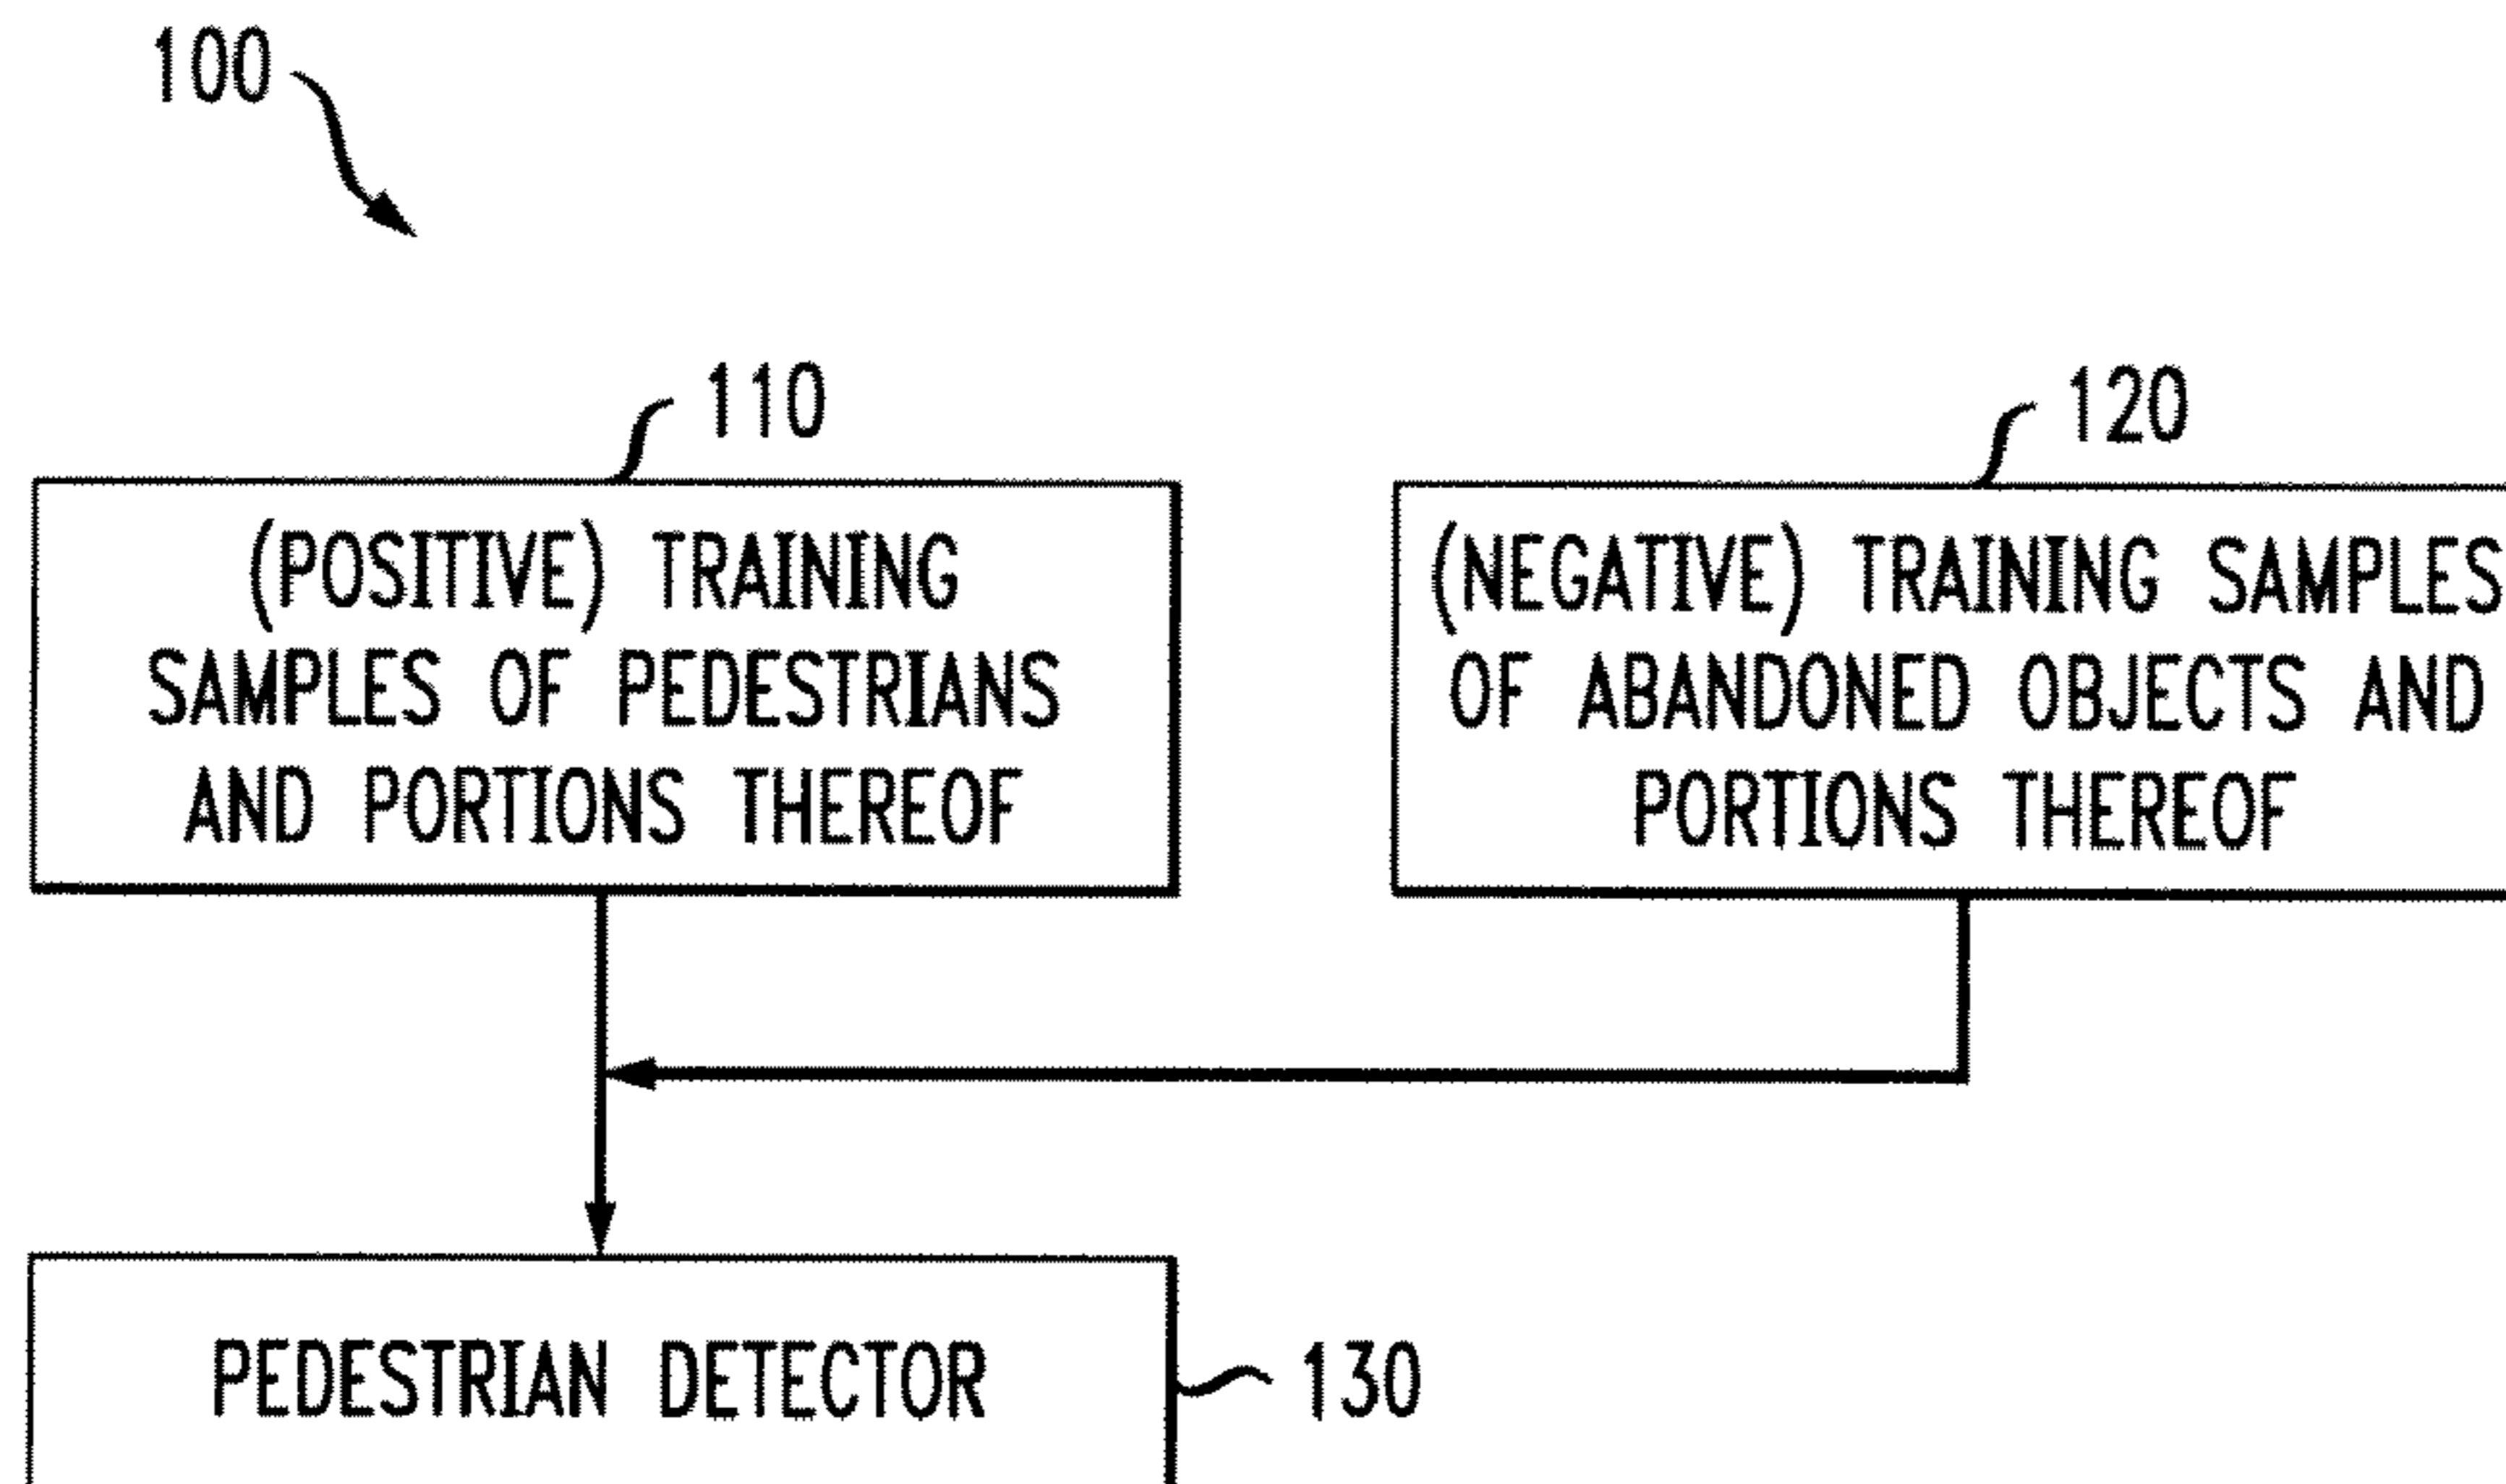 100
110
(POSITIVE) TRAINING
SAMPLES OF PEDESTRIANS
AND PORTIONS THEREOF
120
(NEGATIVE) TRAINING SAMPLES
OF ABANDONED OBJECTS AND
PORTIONS THEREOF
PEDESTRIAN DETECTOR
130